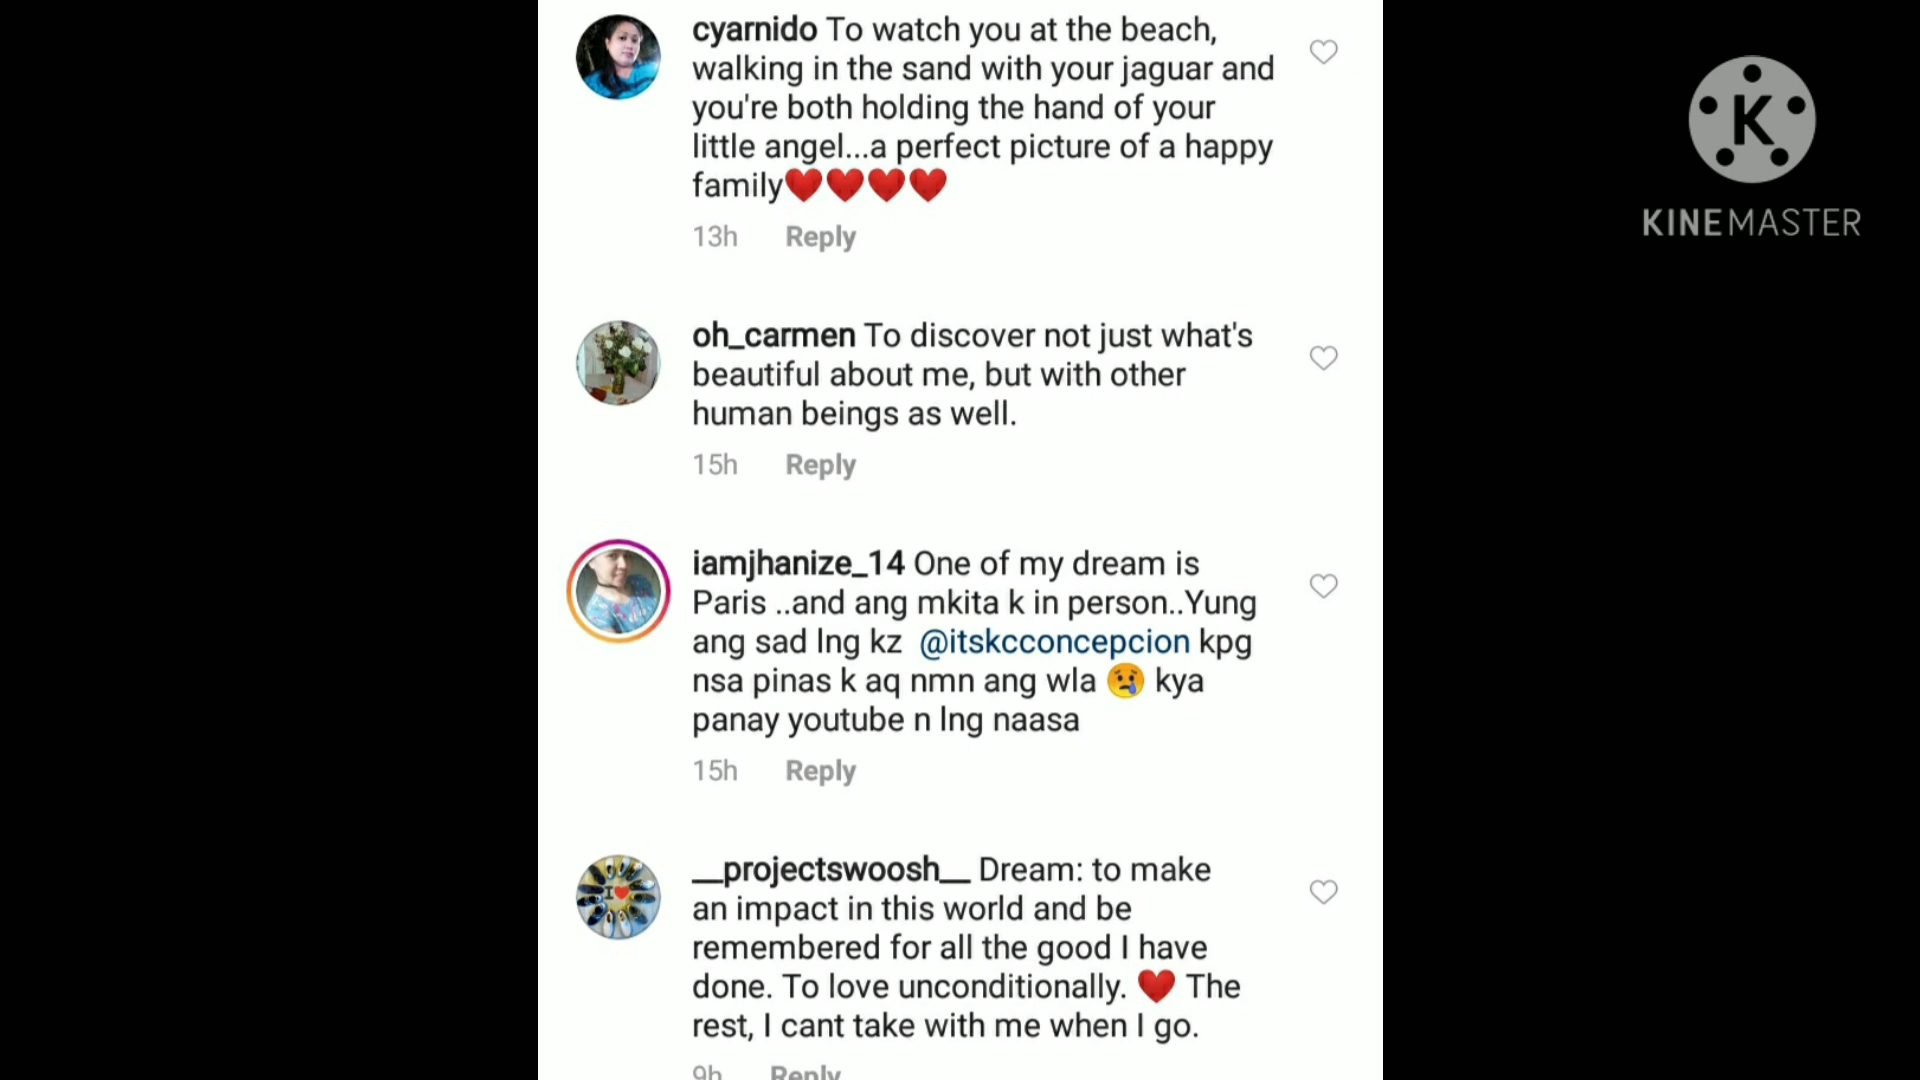 cyarnido To watch you at the beach,
walking in the sand with your jaguar and
you're both holding the hand of your
little angel...a perfect picture of a happy
family❤❤❤❤
13h Reply
oh_carmen To discover not just what's
beautiful about me, but with other
human beings as well.
15h Reply
iamjhanize_14 One of my dream is
Paris ..and ang mkita k in person..Yung
ang sad lng kz @itskcconcepcion kpg
nsa pinas k aq nmn ang wla 😢 kya
panay youtube n lng naasa
15h Reply
I❤
__projectswoosh__ Dream: to make
an impact in this world and be
remembered for all the good I have
done. To love unconditionally. ❤ The
rest, I cant take with me when I go.
9h Reply
K
KINEMASTER